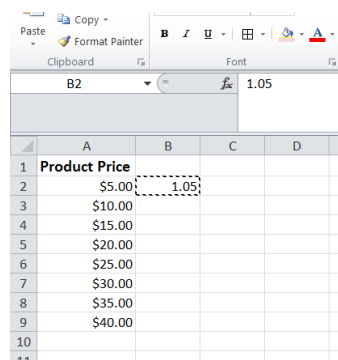 Copy
Paste
Format Painter
B I U A
Clipboard Font
B2 fx 1.05
A B C D
1 Product Price
2 $5.00 1.05
3 $10.00
4 $15.00
5 $20.00
6 $25.00
7 $30.00
8 $35.00
9 $40.00
10
11